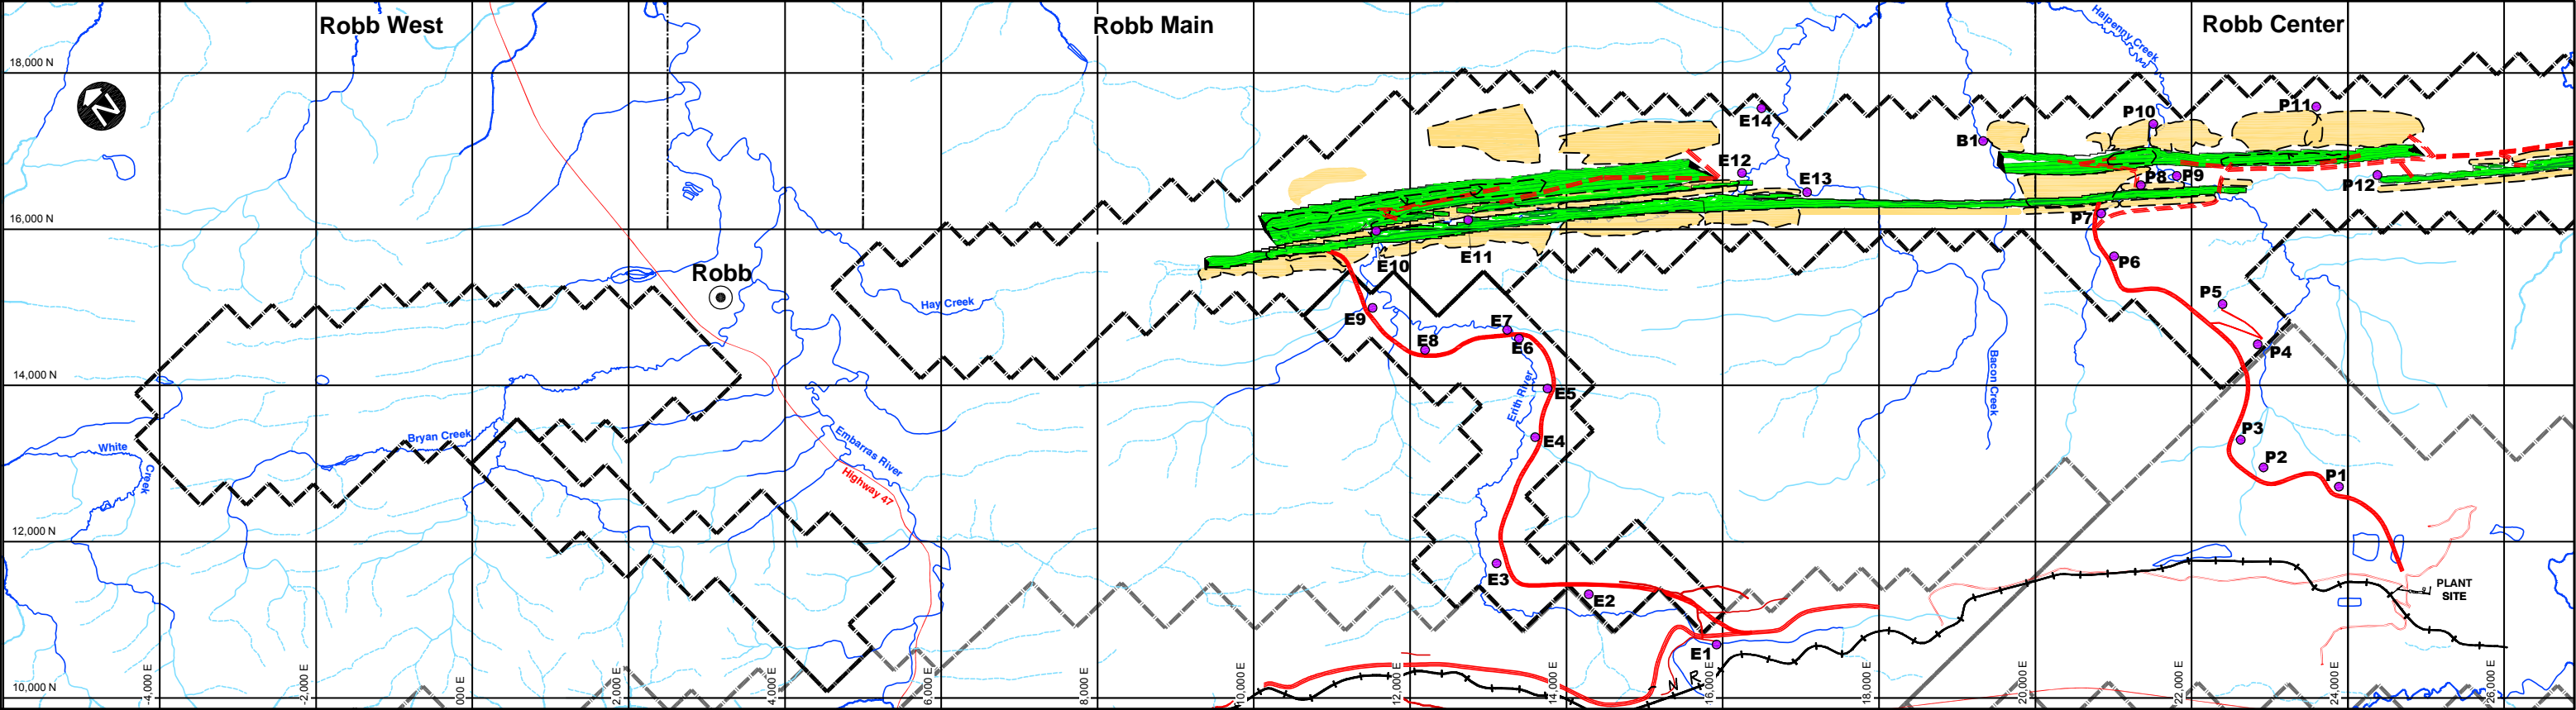 Robb West
Robb Main
Robb Center
Halpenny Creek
18,000 N
N
P11
P10
E14
B1
E12
P8
P9
E13
P12
16,000 N
P7
E11
E10
P6
Robb
Hay Creek
P5
E9
E7
E8
E6
P4
14,000 N
Erith River
Bacon Creek
E5
Bryan Creek
White
Creek
Embarras River
E4
P3
P2
Highway 47
P1
12,000 N
E3
E2
PLANT
SITE
E1
N
R
10,000 N
-4,000 E
-2,000 E
000 E
2,000 E
4,000 E
6,000 E
8,000 E
10,000 E
12,000 E
14,000 E
16,000 E
18,000 E
20,000 E
22,000 E
24,000 E
26,000 E